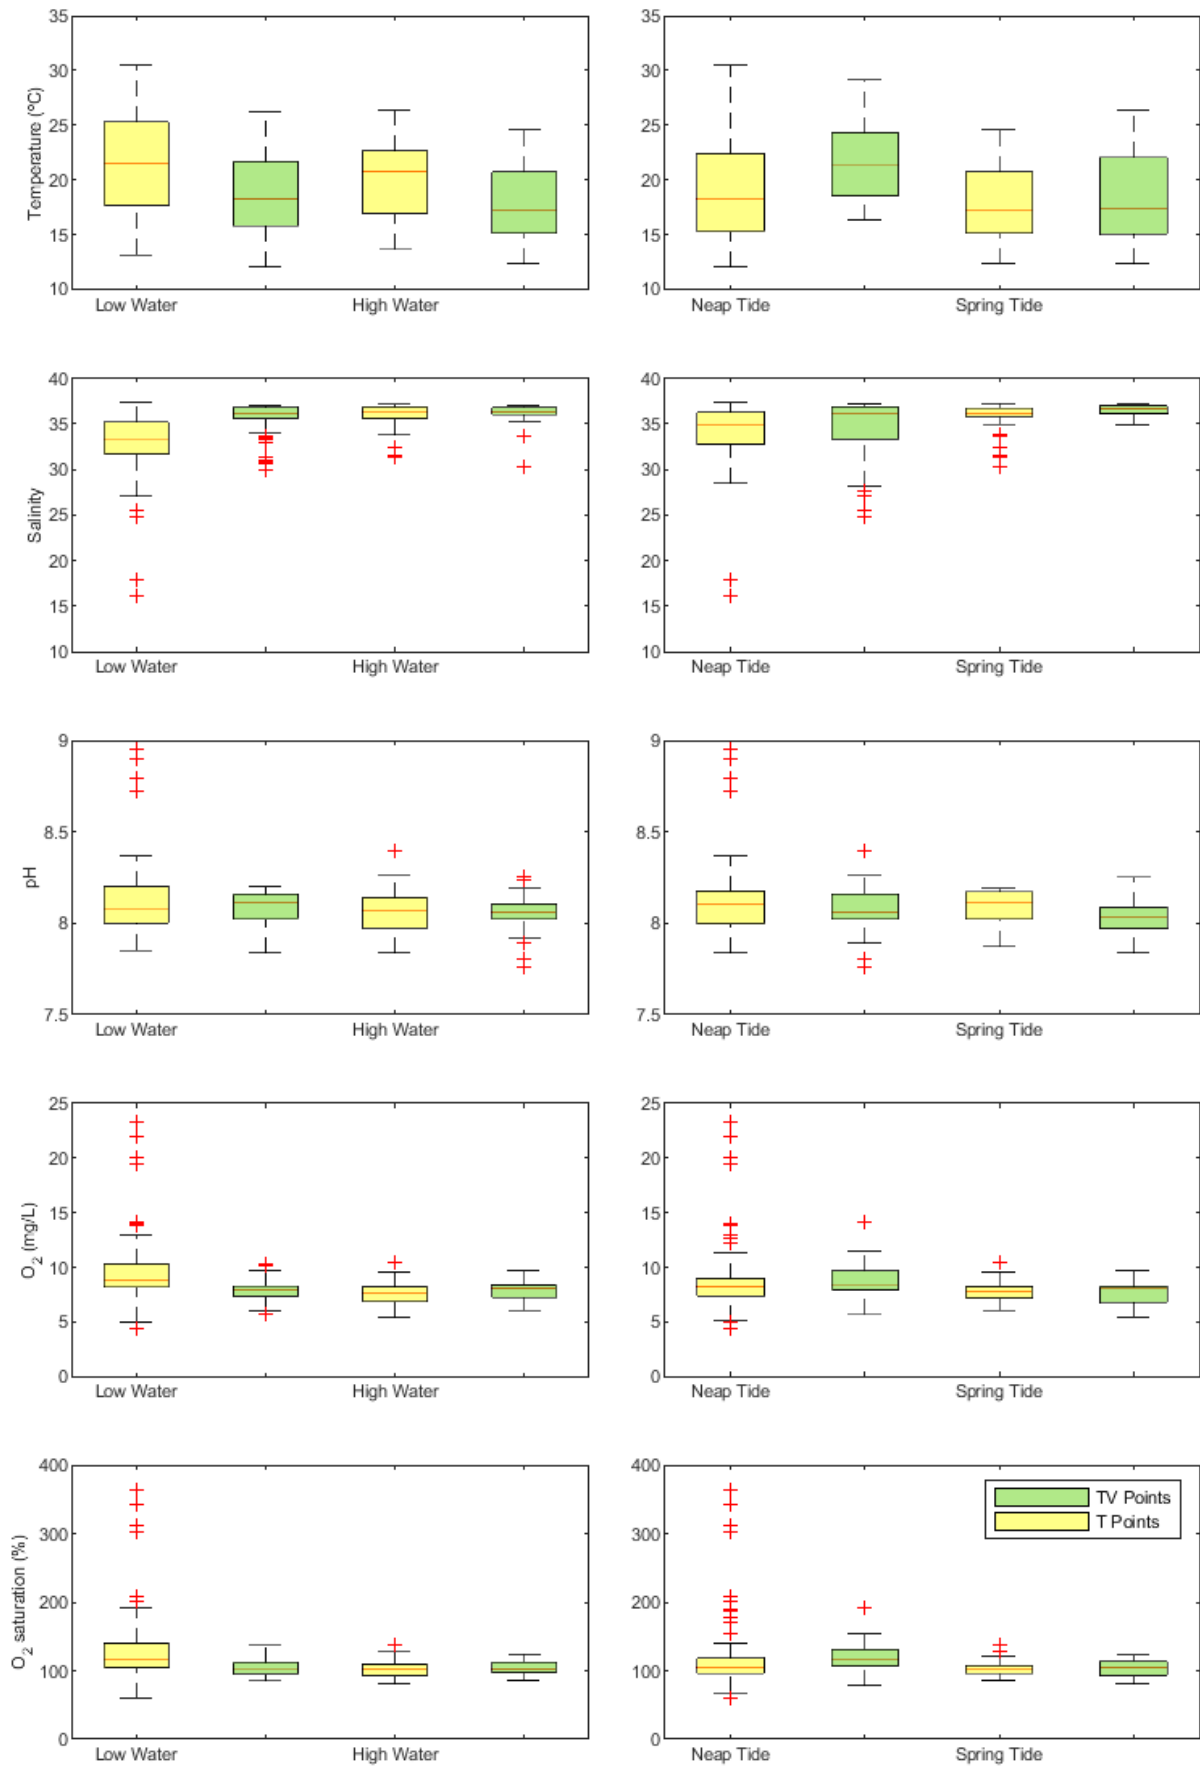 35
30
25
20
15
10
Temperature (°C)
Low Water
High Water
35
30
25
20
15
10
Neap Tide
Spring Tide
40
35
30
25
20
15
10
Salinity
Low Water
High Water
40
35
30
25
20
15
10
Neap Tide
Spring Tide
9
8.5
8
7.5
pH
Low Water
High Water
9
8.5
8
7.5
Neap Tide
Spring Tide
25
20
15
10
5
0
O2 (mg/L)
Low Water
High Water
25
20
15
10
5
0
Neap Tide
Spring Tide
400
300
200
100
0
O2 saturation (%)
Low Water
High Water
400
300
200
100
0
TV Points
T Points
Neap Tide
Spring Tide